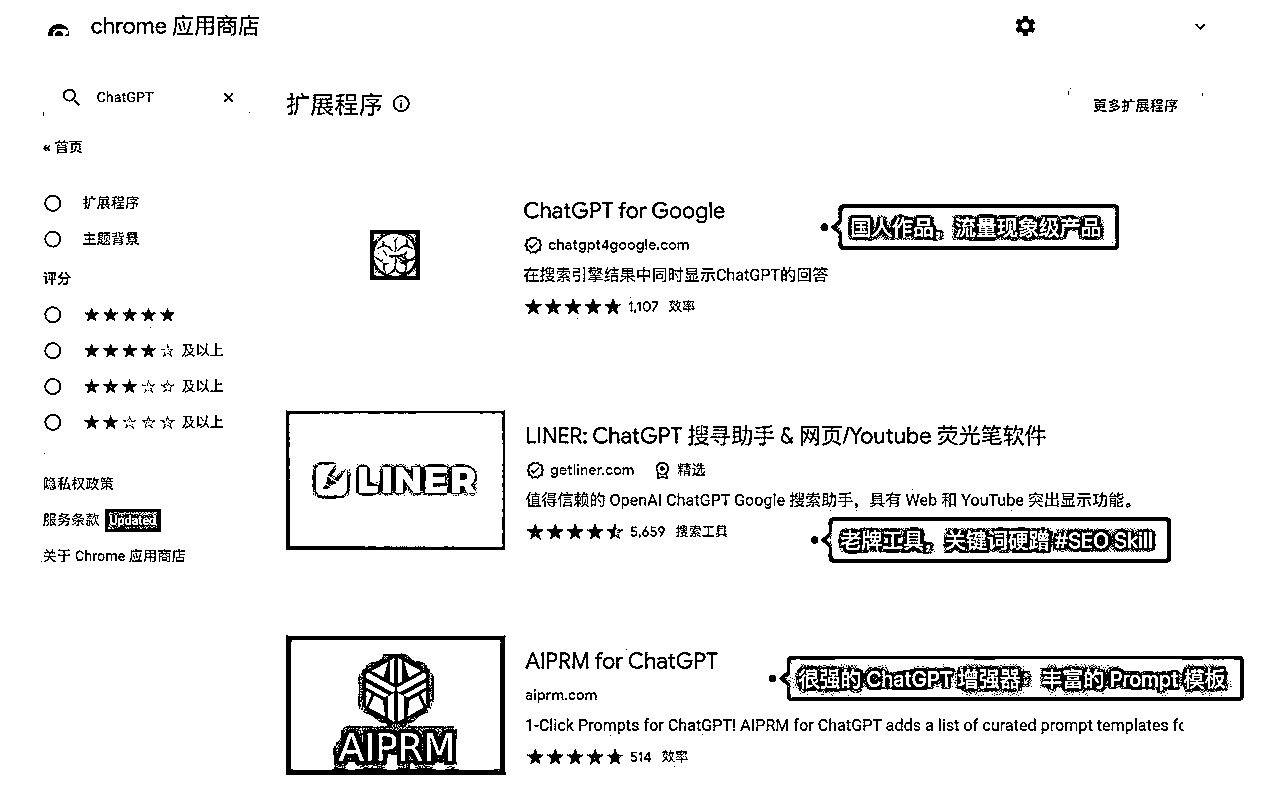 chrome 应用商店
ChatGPT
« 首页
扩展程序
主题背景
评分
★★★★★
★★★★☆ 及以上
★★★☆☆ 及以上
★★☆☆☆ 及以上
隐私权政策
服务条款 Updated
关于 Chrome 应用商店
扩展程序
更多扩展程序
ChatGPT for Google
国人作品，流量现象级产品
chatgpt4google.com
在搜索引擎结果中同时显示ChatGPT的回答
1,107 效率
LINER
LINER: ChatGPT 搜寻助手 & 网页/Youtube 荧光笔软件
getliner.com 精选
值得信赖的 OpenAI ChatGPT Google 搜索助手，具有 Web 和 YouTube 突出显示功能。
5,659 搜索工具
老牌工具，关键词硬蹭 #SEO Skill
AIPRM
AIPRM for ChatGPT
很强的 ChatGPT 增强器，丰富的 Prompt 模板
aiprm.com
1-Click Prompts for ChatGPT! AIPRM for ChatGPT adds a list of curated prompt templates fo
514 效率